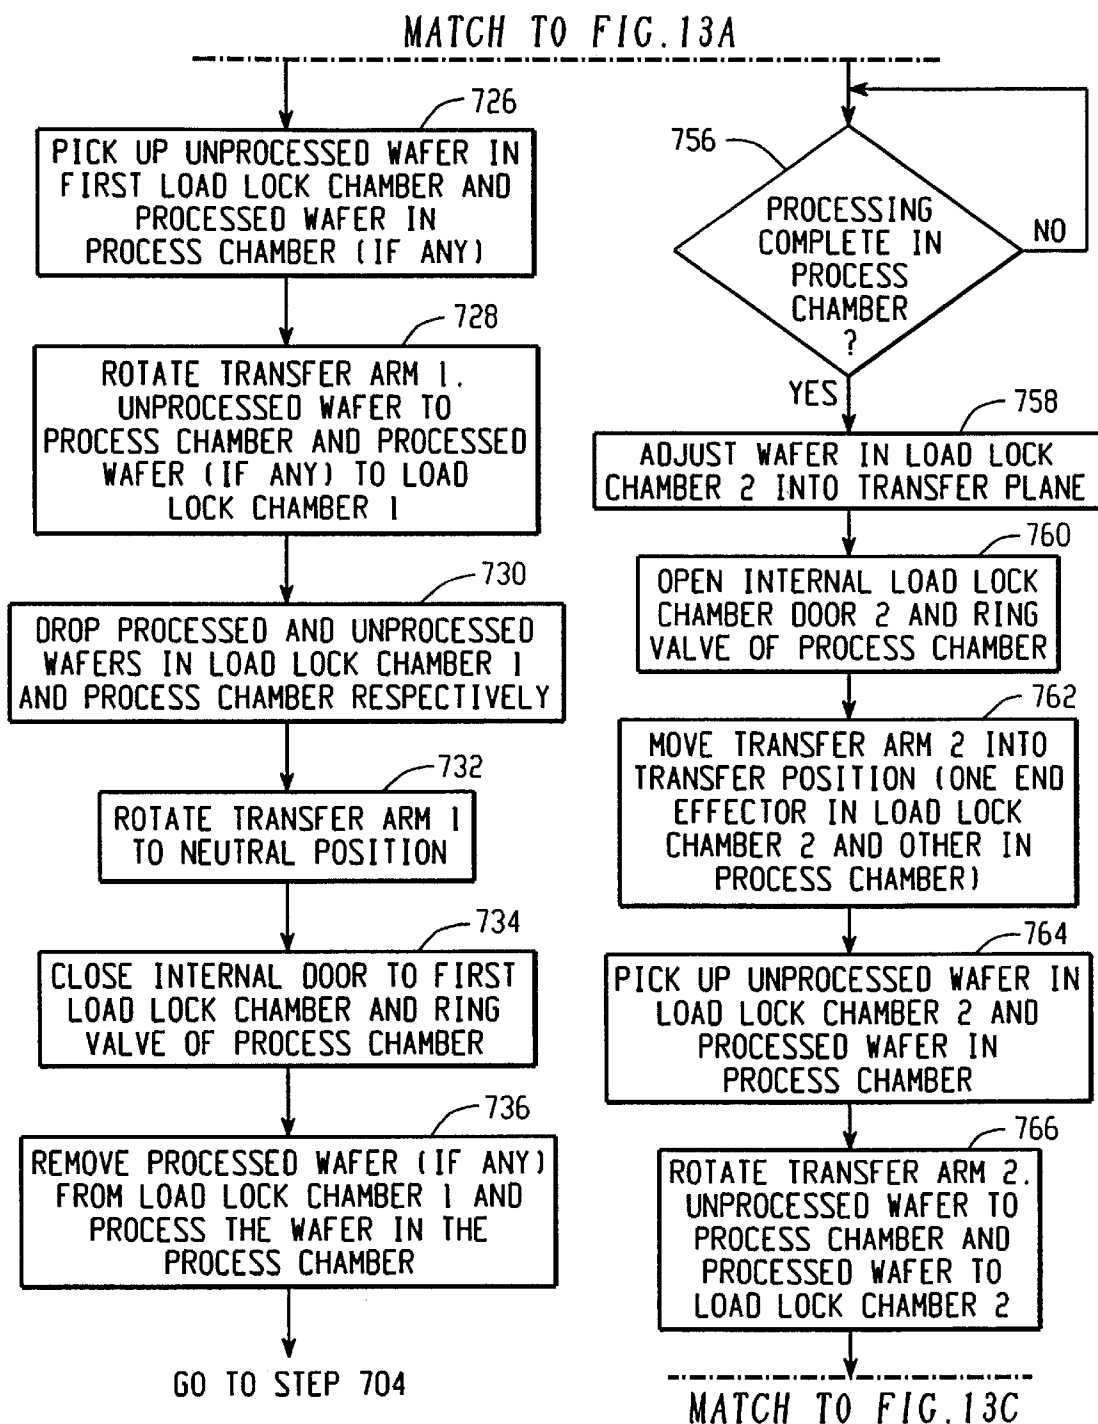 MATCH TO FIG.13A
726
PICK UP UNPROCESSED WAFER IN
FIRST LOAD LOCK CHAMBER AND
PROCESSED WAFER IN
PROCESS CHAMBER (IF ANY)
728
ROTATE TRANSFER ARM 1.
UNPROCESSED WAFER TO
PROCESS CHAMBER AND PROCESSED
WAFER (IF ANY) TO LOAD
LOCK CHAMBER 1
730
DROP PROCESSED AND UNPROCESSED
WAFERS IN LOAD LOCK CHAMBER 1
AND PROCESS CHAMBER RESPECTIVELY
732
ROTATE TRANSFER ARM 1
TO NEUTRAL POSITION
734
CLOSE INTERNAL DOOR TO FIRST
LOAD LOCK CHAMBER AND RING
VALVE OF PROCESS CHAMBER
736
REMOVE PROCESSED WAFER (IF ANY)
FROM LOAD LOCK CHAMBER 1 AND
PROCESS THE WAFER IN THE
PROCESS CHAMBER
GO TO STEP 704
756
PROCESSING
COMPLETE IN
PROCESS
CHAMBER
?
NO
YES
758
ADJUST WAFER IN LOAD LOCK
CHAMBER 2 INTO TRANSFER PLANE
760
OPEN INTERNAL LOAD LOCK
CHAMBER DOOR 2 AND RING
VALVE OF PROCESS CHAMBER
762
MOVE TRANSFER ARM 2 INTO
TRANSFER POSITION (ONE END
EFFECTOR IN LOAD LOCK
CHAMBER 2 AND OTHER IN
PROCESS CHAMBER)
764
PICK UP UNPROCESSED WAFER IN
LOAD LOCK CHAMBER 2 AND
PROCESSED WAFER IN
PROCESS CHAMBER
766
ROTATE TRANSFER ARM 2.
UNPROCESSED WAFER TO
PROCESS CHAMBER AND
PROCESSED WAFER TO
LOAD LOCK CHAMBER 2
MATCH TO FIG.13C